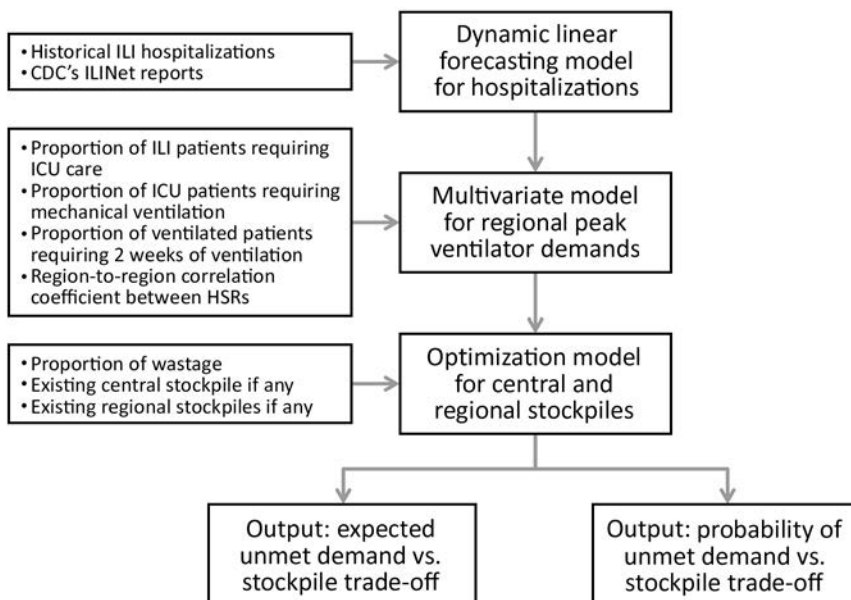 • Historical ILI hospitalizations
• CDC's ILINet reports
Dynamic linear
forecasting model
for hospitalizations
• Proportion of ILI patients requiring
ICU care
• Proportion of ICU patients requiring
mechanical ventilation
• Proportion of ventilated patients
requiring 2 weeks of ventilation
• Region-to-region correlation
coefficient between HSRs
Multivariate model
for regional peak
ventilator demands
• Proportion of wastage
• Existing central stockpile if any
• Existing regional stockpiles if any
Optimization model
for central and
regional stockpiles
Output: expected
unmet demand vs.
stockpile trade-off
Output: probability of
unmet demand vs.
stockpile trade-off